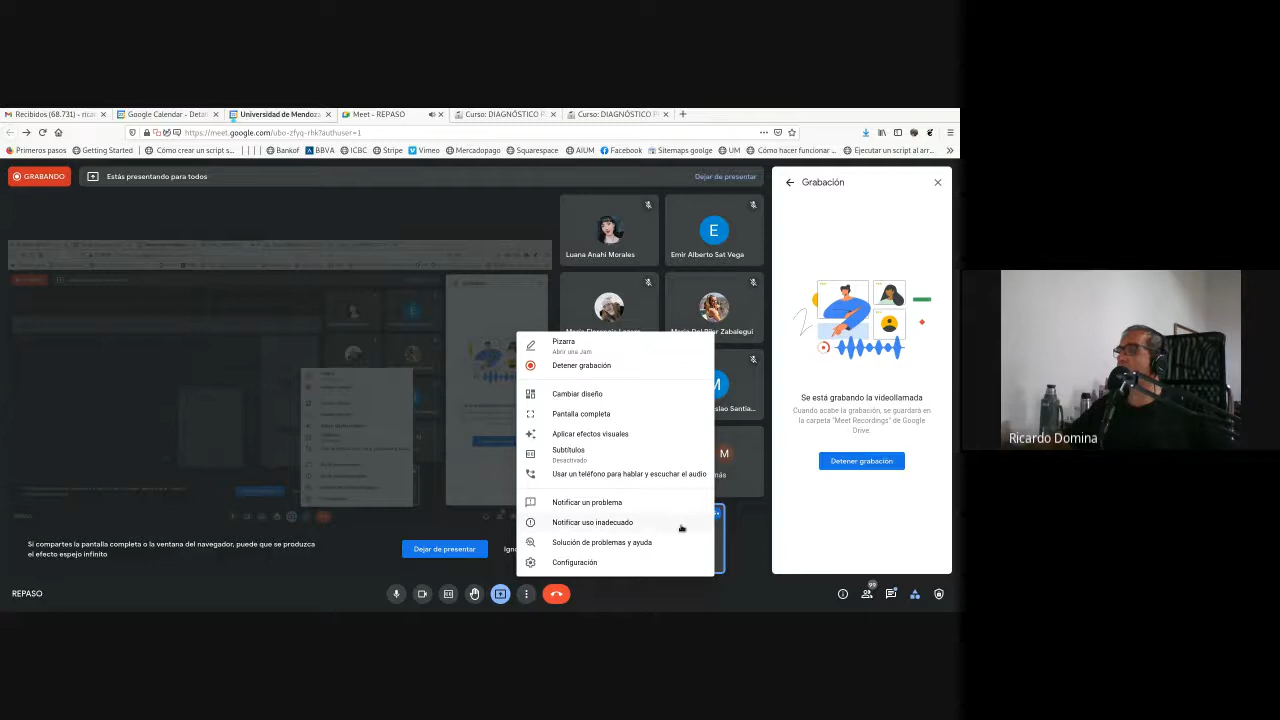 Recibidos (68.731) - rica
Google Calendar - Detal
Universidad de Mendoza
Meet - REPASO
Curso: DIAGNÓSTICO P
Curso: DIAGNÓSTICO P
https://meet.google.com/ubo-zfyq-rhk?authuser=1
Primeros pasos
Getting Started
Cómo crear un script s...
Bankof
BBVA
ICBC
Stripe
Vimeo
Mercadopago
Squarespace
AIUM
Facebook
Sitemaps goolge
UM
Cómo hacer funcionar ...
Ejecutar un script al arr...
GRABANDO
Estás presentando para todos
Dejar de presentar
Grabación
Luana Anahi Morales
E
Emir Alberto Sat Vega
Maria Del Pilar Zabalegui
Pizarra
Abrir una Jam
Detener grabación
Cambiar diseño
Pantalla completa
Aplicar efectos visuales
Subtítulos
Desactivado
Usar un teléfono para hablar y escuchar el audio
Notificar un problema
Notificar uso inadecuado
Solución de problemas y ayuda
Configuración
M
Se está grabando la videollamada
Cuando acabe la grabación, se guardará en
la carpeta "Meet Recordings" de Google
Drive.
Detener grabación
Ricardo Domina
Si compartes la pantalla completa o la ventana del navegador, puede que se produzca
el efecto espejo infinito
Dejar de presentar
REPASO
99